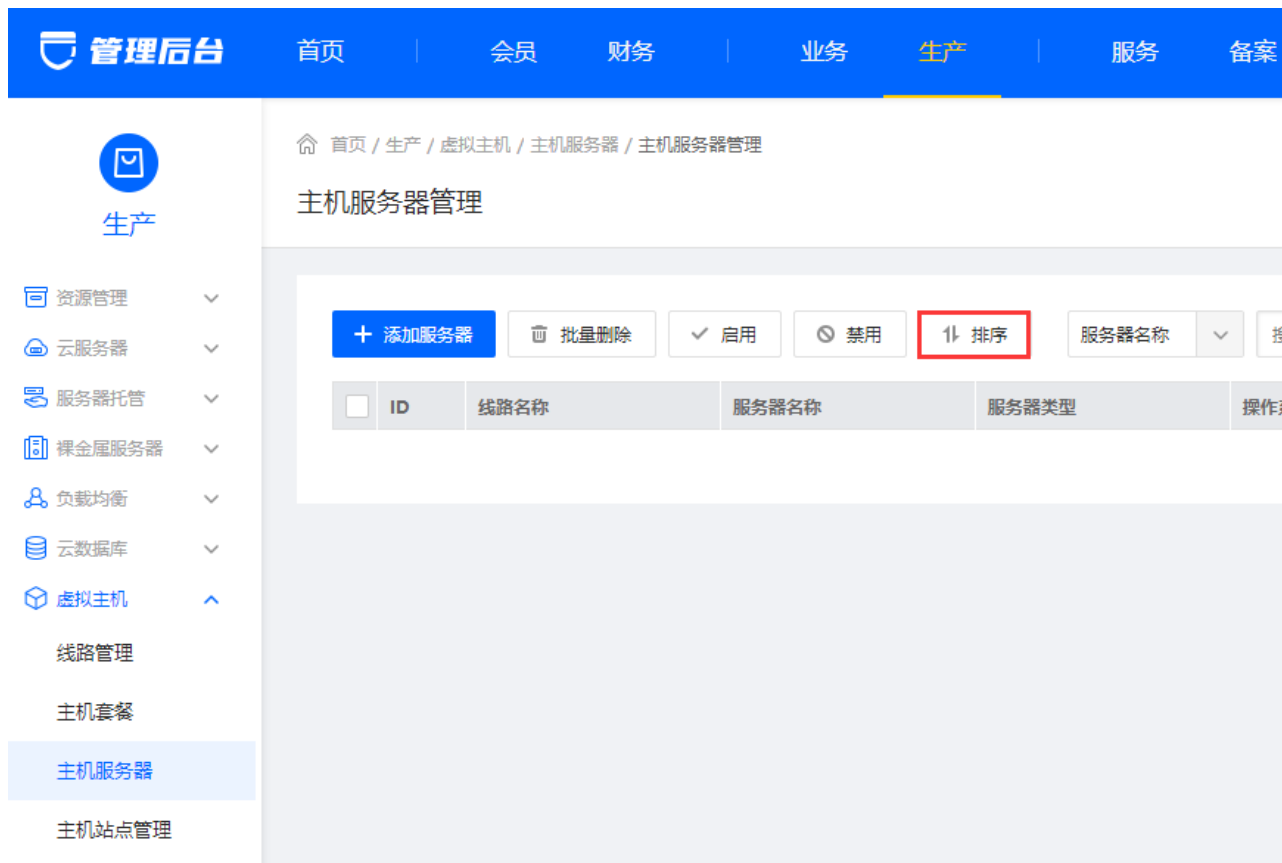 管理后台 首页 会员 财务 业务 生产 服务 备案
首页 / 生产 / 虚拟主机 / 主机服务器 / 主机服务器管理
主机服务器管理
生产
资源管理
云服务器
服务器托管
裸金属服务器
负载均衡
云数据库
虚拟主机
线路管理
主机套餐
主机服务器
主机站点管理
添加服务器 批量删除 启用 禁用 排序 服务器名称
ID 线路名称 服务器名称 服务器类型 操作